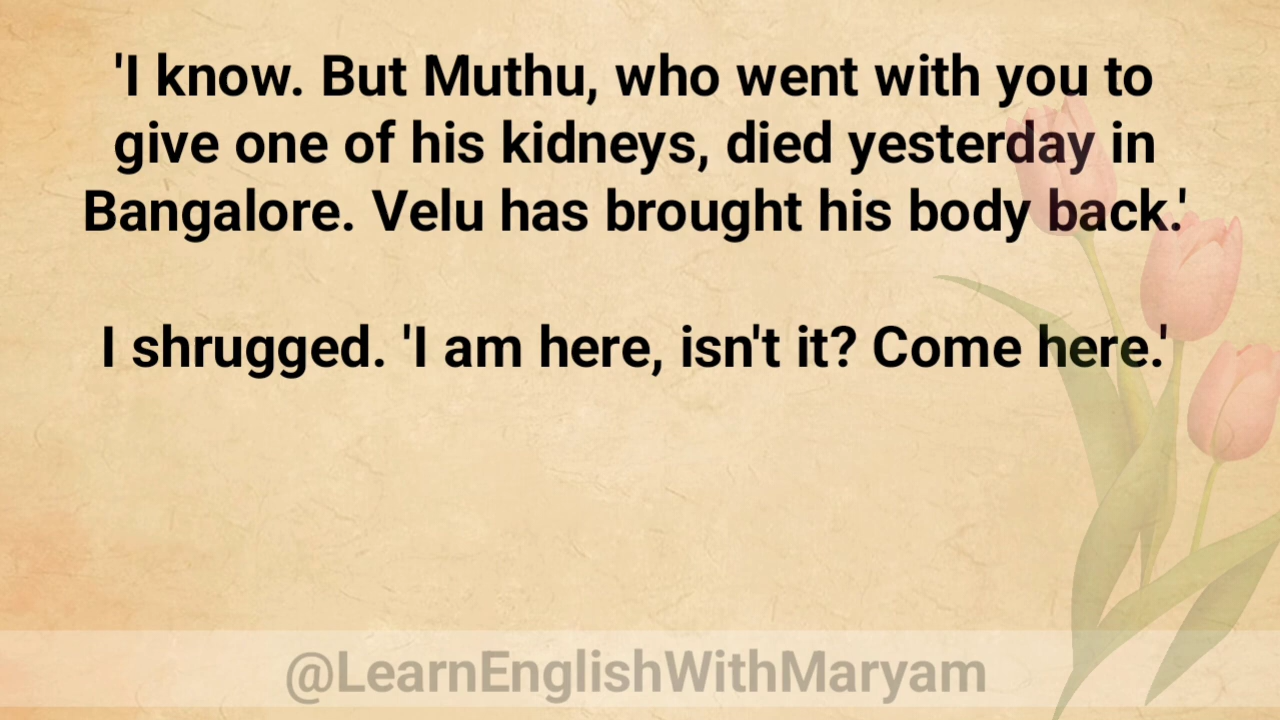 'I know. But Muthu, who went with you to
give one of his kidneys, died yesterday in
Bangalore. Velu has brought his body back.'
I shrugged. 'I am here, isn't it? Come here.'
@LearnEnglishWithMaryam